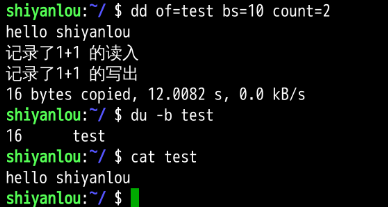 shiyanlou:~/ $ dd of=test bs=10 count=2
hello shiyanlou
记录了1+1 的读入
记录了1+1 的写出
16 bytes copied, 12.0082 s, 0.0 kB/s
shiyanlou:~/ $ du -b test
16      test
shiyanlou:~/ $ cat test
hello shiyanlou
shiyanlou:~/ $